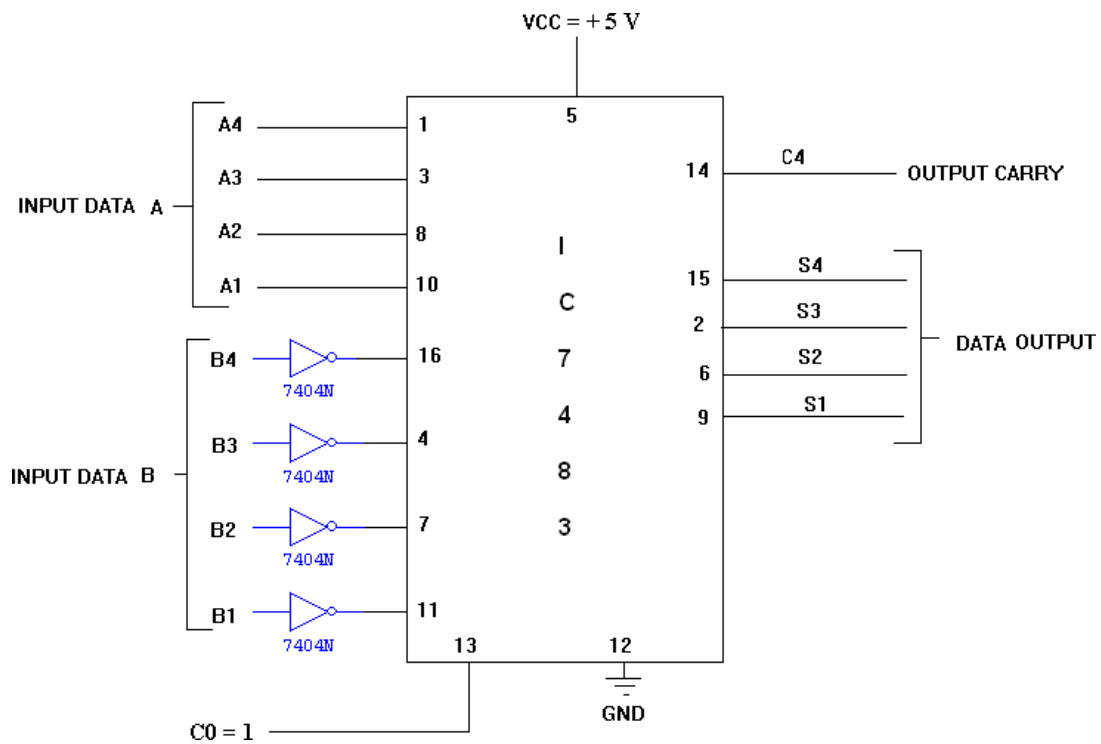 VCC = +5 V
5
A4
1
A3
3
INPUT DATA A
A2
8
A1
10
14
C4
OUTPUT CARRY
I
C
7
4
8
3
15
S4
2
S3
DATA OUTPUT
6
S2
9
S1
B4
7404N
16
B3
7404N
4
INPUT DATA B
B2
7404N
7
B1
7404N
11
13
12
C0 = 1
GND